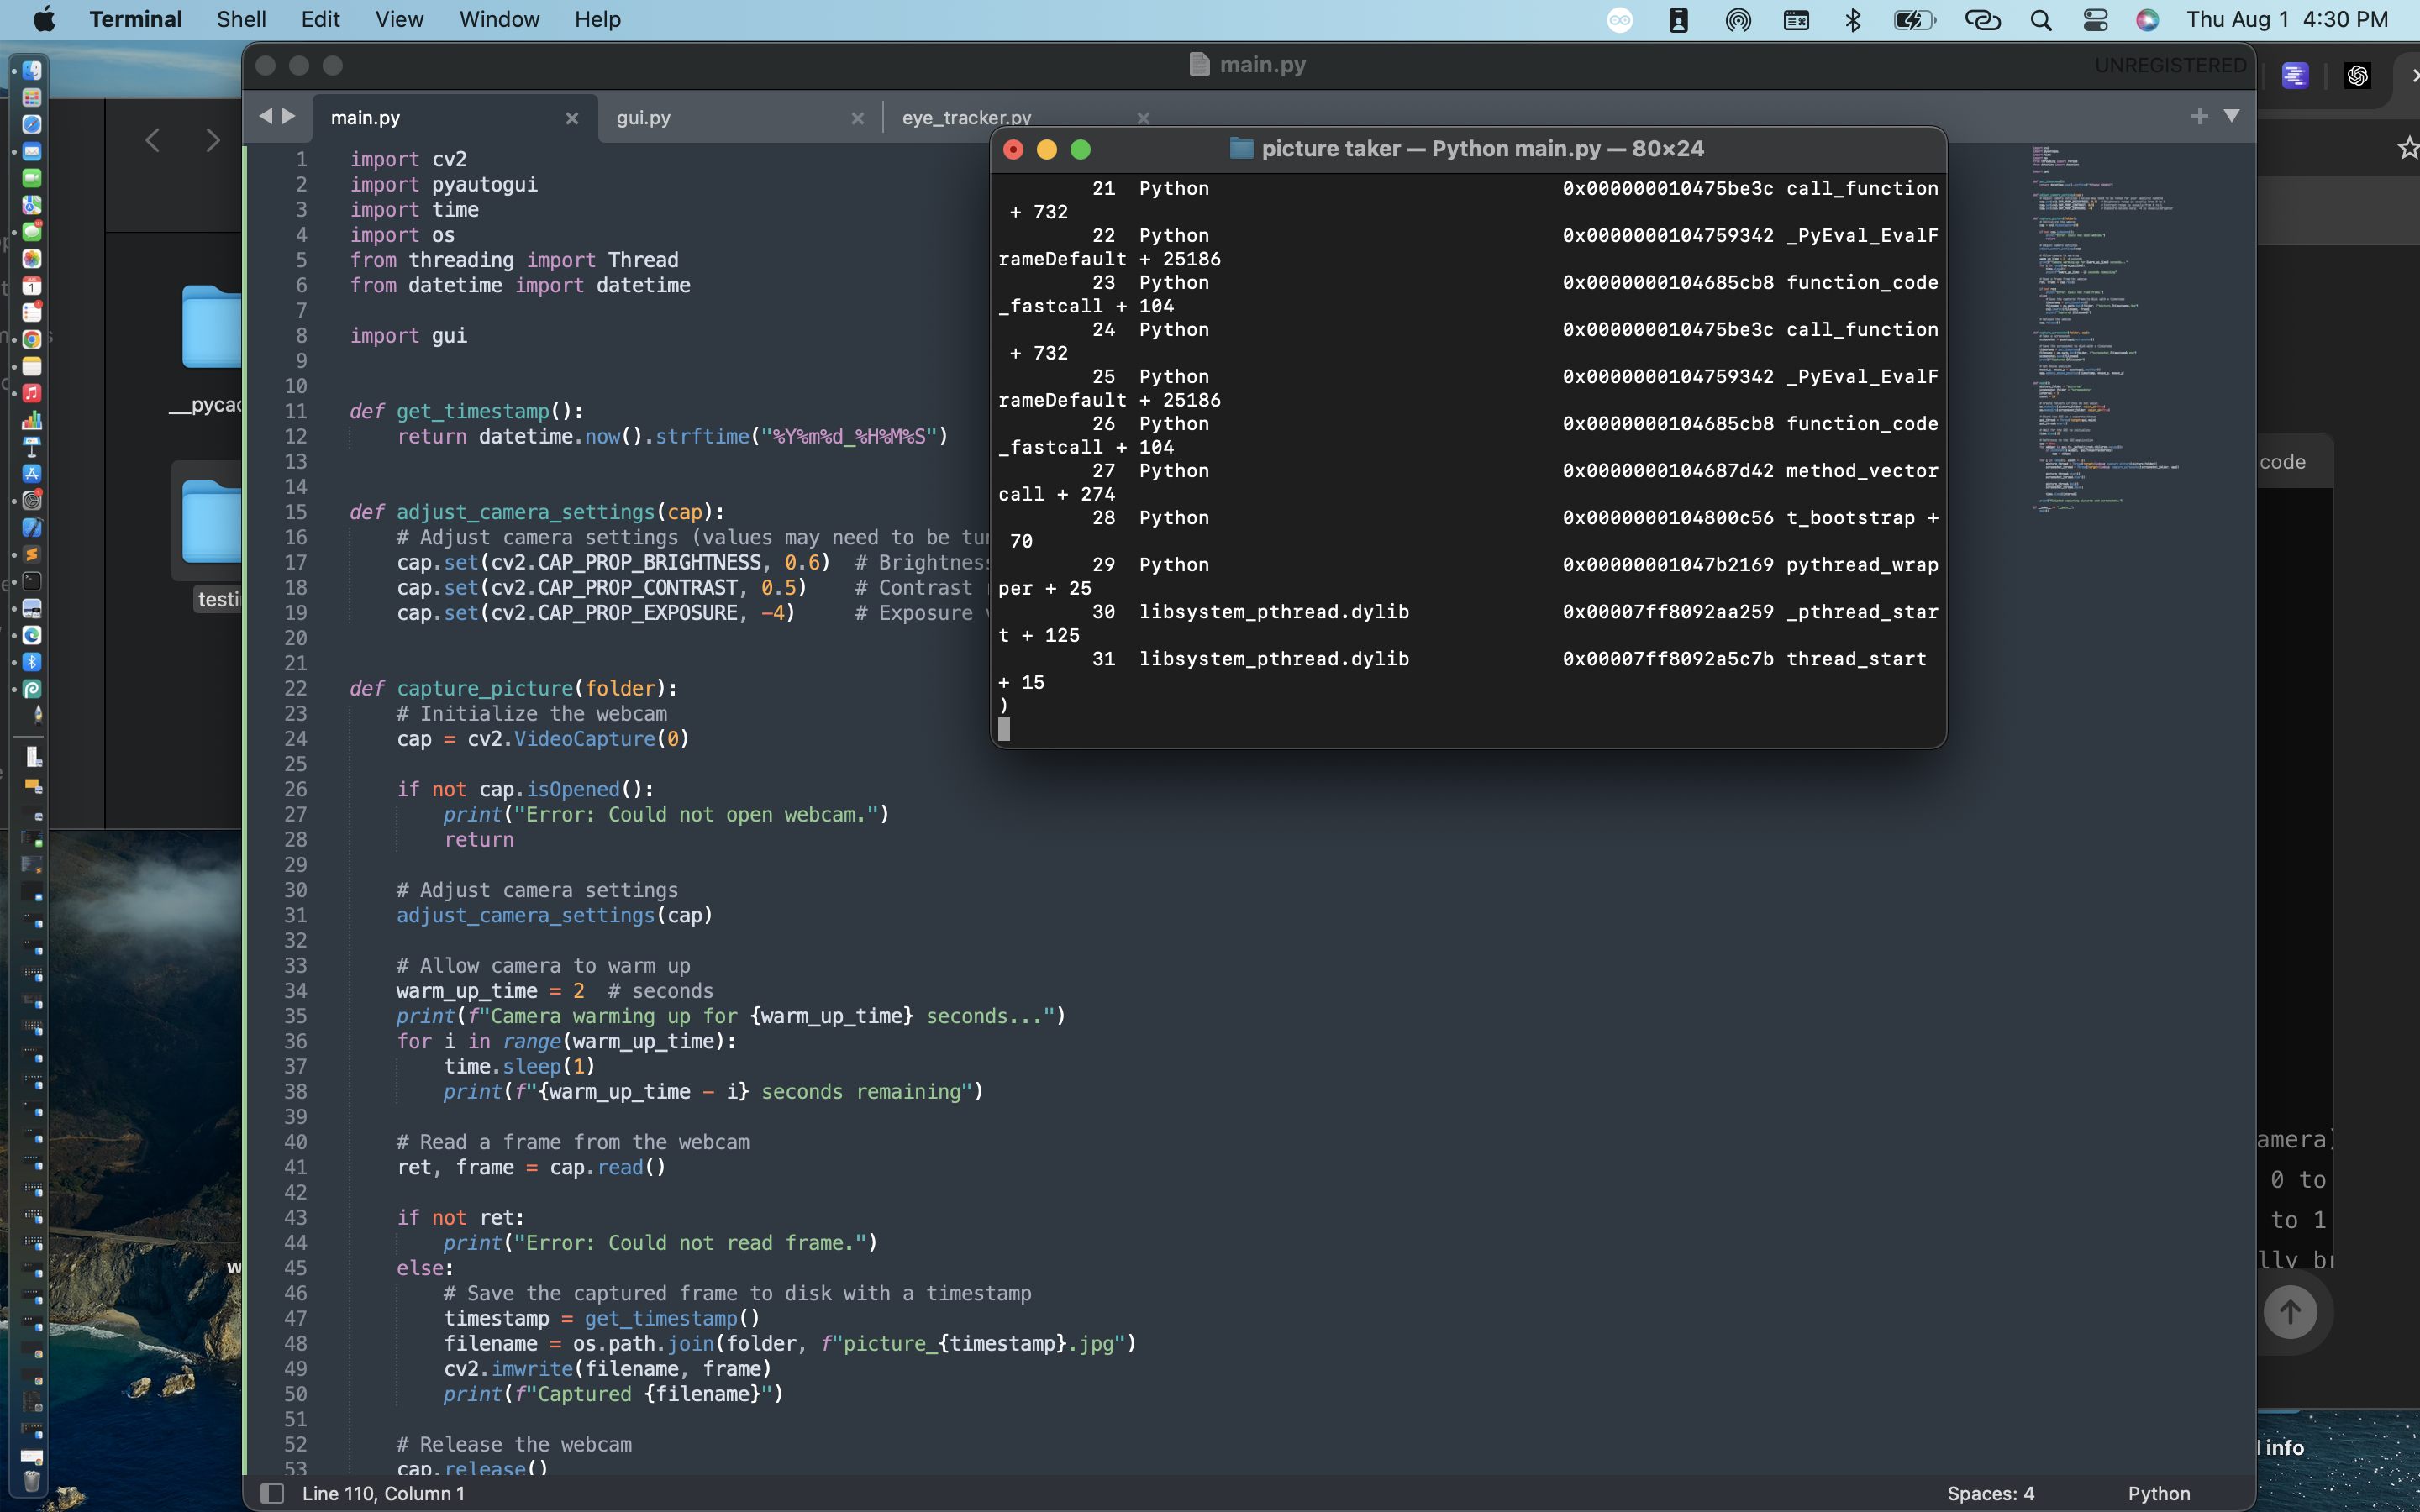 Terminal Shell Edit View Window Help Thu Aug 1 4:30 PM
main.py UNREGISTERED
main.py gui.py eye_tracker.py
1 import cv2
2 import pyautogui
3 import time
4 import os
5 from threading import Thread
6 from datetime import datetime
7
8 import gui
9
10
11 def get_timestamp():
12 return datetime.now().strftime("%Y%m%d_%H%M%S")
13
14
15 def adjust_camera_settings(cap):
16 # Adjust camera settings (values may need to be tu
17 cap.set(cv2.CAP_PROP_BRIGHTNESS, 0.6) # Brightnes
18 cap.set(cv2.CAP_PROP_CONTRAST, 0.5) # Contrast
19 cap.set(cv2.CAP_PROP_EXPOSURE, -4) # Exposure
20
21
22 def capture_picture(folder):
23 # Initialize the webcam
24 cap = cv2.VideoCapture(0)
25
26 if not cap.isOpened():
27 print("Error: Could not open webcam.")
28 return
29
30 # Adjust camera settings
31 adjust_camera_settings(cap)
32
33 # Allow camera to warm up
34 warm_up_time = 2 # seconds
35 print(f"Camera warming up for {warm_up_time} seconds...")
36 for i in range(warm_up_time):
37 time.sleep(1)
38 print(f"{warm_up_time - i} seconds remaining")
39
40 # Read a frame from the webcam
41 ret, frame = cap.read()
42
43 if not ret:
44 print("Error: Could not read frame.")
45 else:
46 # Save the captured frame to disk with a timestamp
47 timestamp = get_timestamp()
48 filename = os.path.join(folder, f"picture_{timestamp}.jpg")
49 cv2.imwrite(filename, frame)
50 print(f"Captured {filename}")
51
52 # Release the webcam
53 cap.release()
Line 110, Column 1 Spaces: 4 Python
picture taker — Python main.py — 80×24
21 Python 0x000000010475be3c call_function
+ 732
22 Python 0x0000000104759342 _PyEval_EvalF
rameDefault + 25186
23 Python 0x0000000104685cb8 function_code
_fastcall + 104
24 Python 0x000000010475be3c call_function
+ 732
25 Python 0x0000000104759342 _PyEval_EvalF
rameDefault + 25186
26 Python 0x0000000104685cb8 function_code
_fastcall + 104
27 Python 0x0000000104687d42 method_vector
call + 274
28 Python 0x0000000104800c56 t_bootstrap +
70
29 Python 0x00000001047b2169 pythread_wrap
per + 25
30 libsystem_pthread.dylib 0x00007ff8092aa259 _pthread_star
t + 125
31 libsystem_pthread.dylib 0x00007ff8092a5c7b thread_start
+ 15
)
__pycac
testi
code
amera)
0 to
to 1
lly br
info